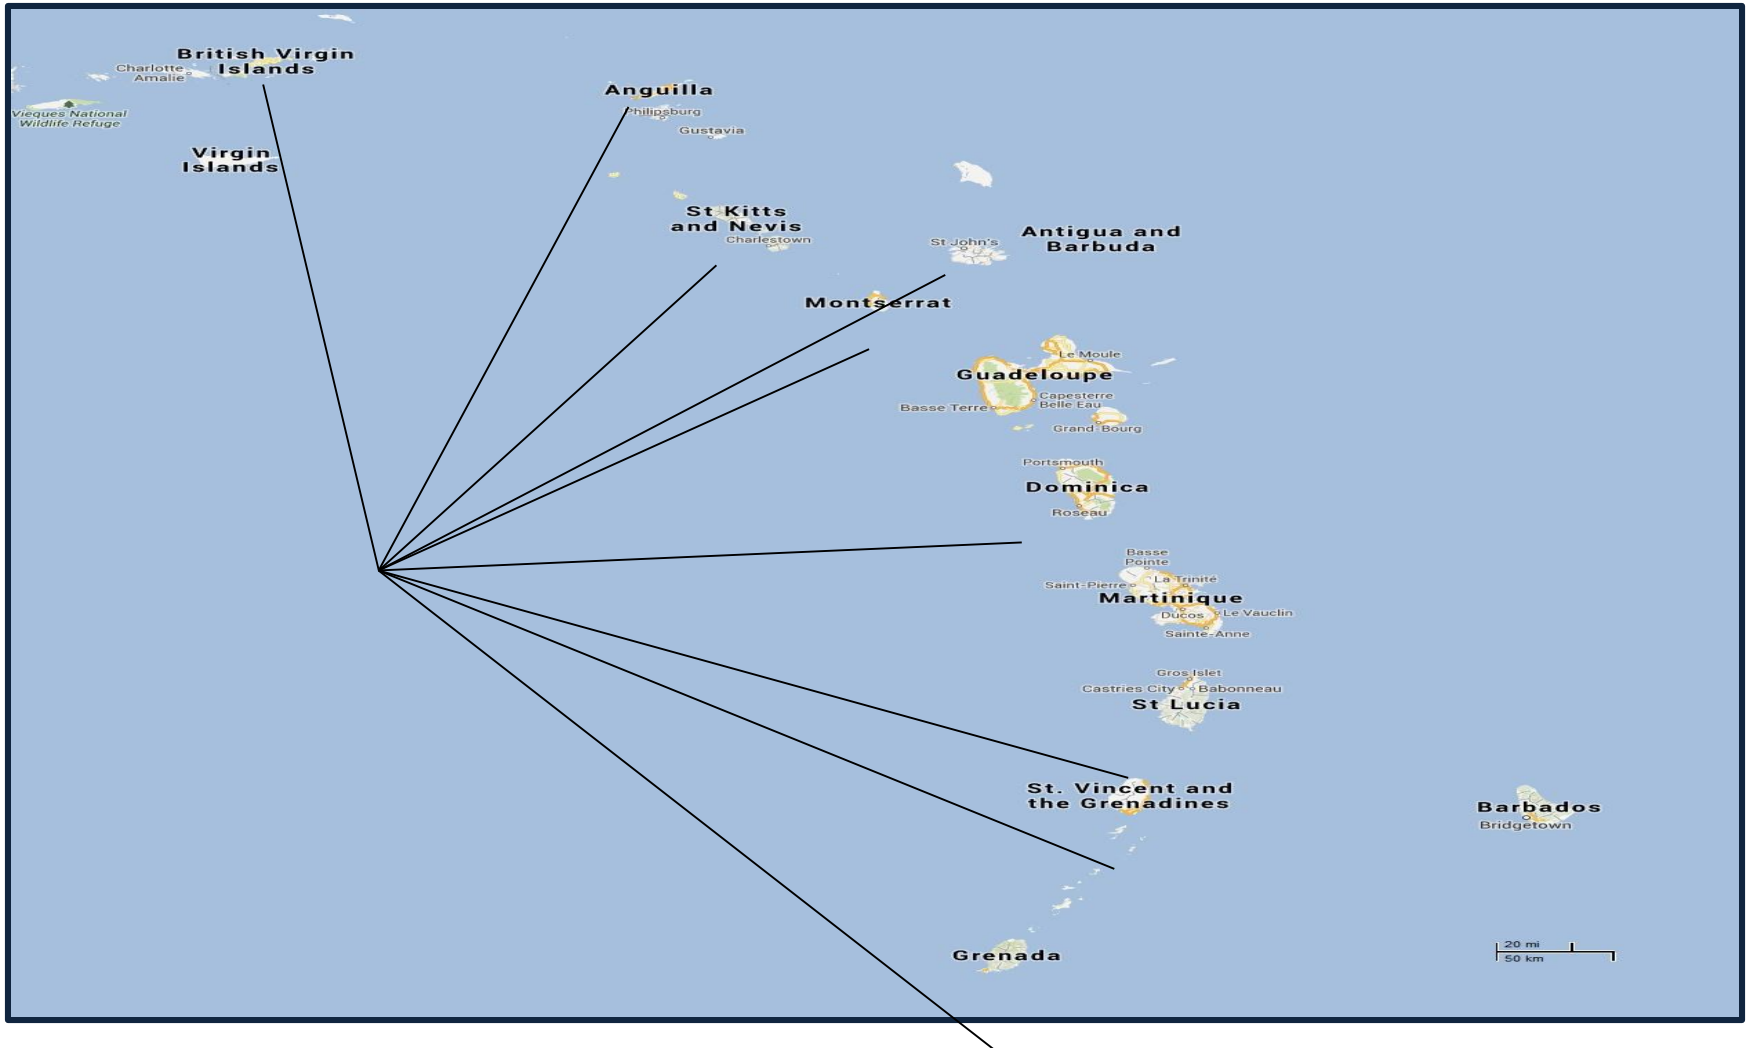 British Virgin
Islands
Charlotte
Amalie
Vieques National
Wildlife Refuge
Virgin
Islands
Anguilla
Philipsburg
Gustavia
St Kitts
and Nevis
Charlestown
St John's
Antigua and
Barbuda
Montserrat
Le Moule
Guadeloupe
Capesterre
Belle Eau
Basse Terre
Grand-Bourg
Portsmouth
Dominica
Roseau
Basse
Pointe
La Trinité
Saint-Pierre
Martinique
Ducos
Le Vauclin
Sainte-Anne
Gros Islet
Castries City
Babonneau
St Lucia
St. Vincent and
the Grenadines
Barbados
Bridgetown
Grenada
20 mi
50 km